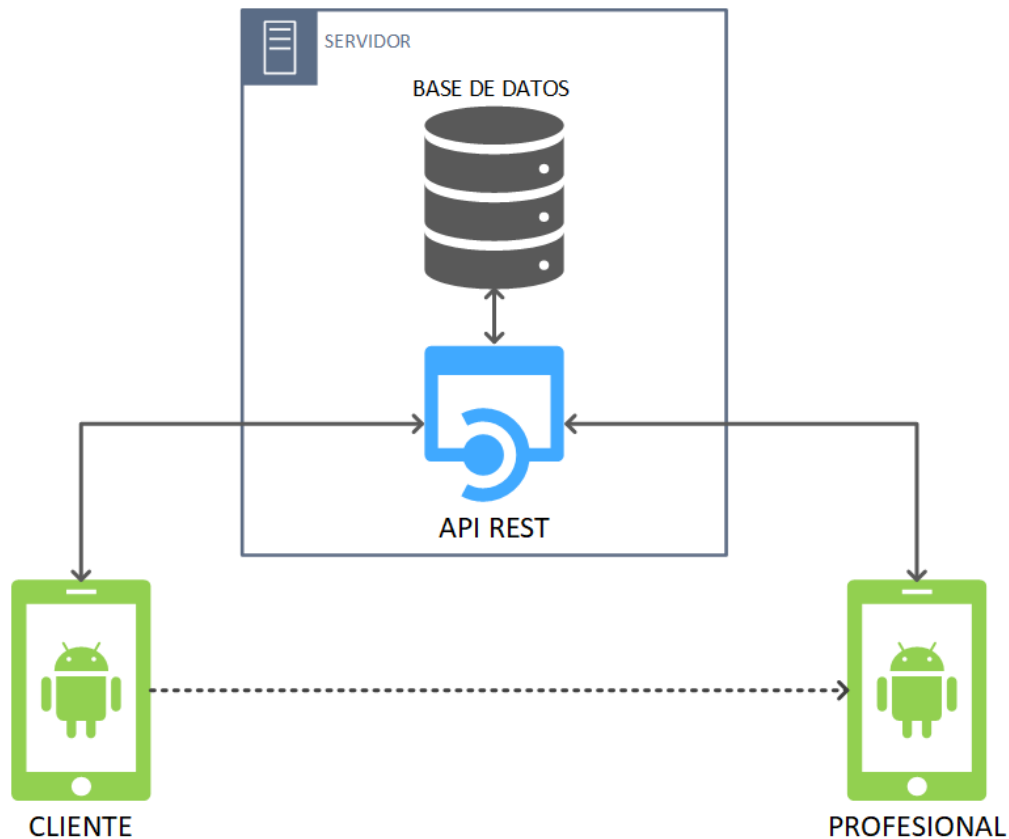 SERVIDOR
BASE DE DATOS
API REST
CLIENTE
PROFESIONAL